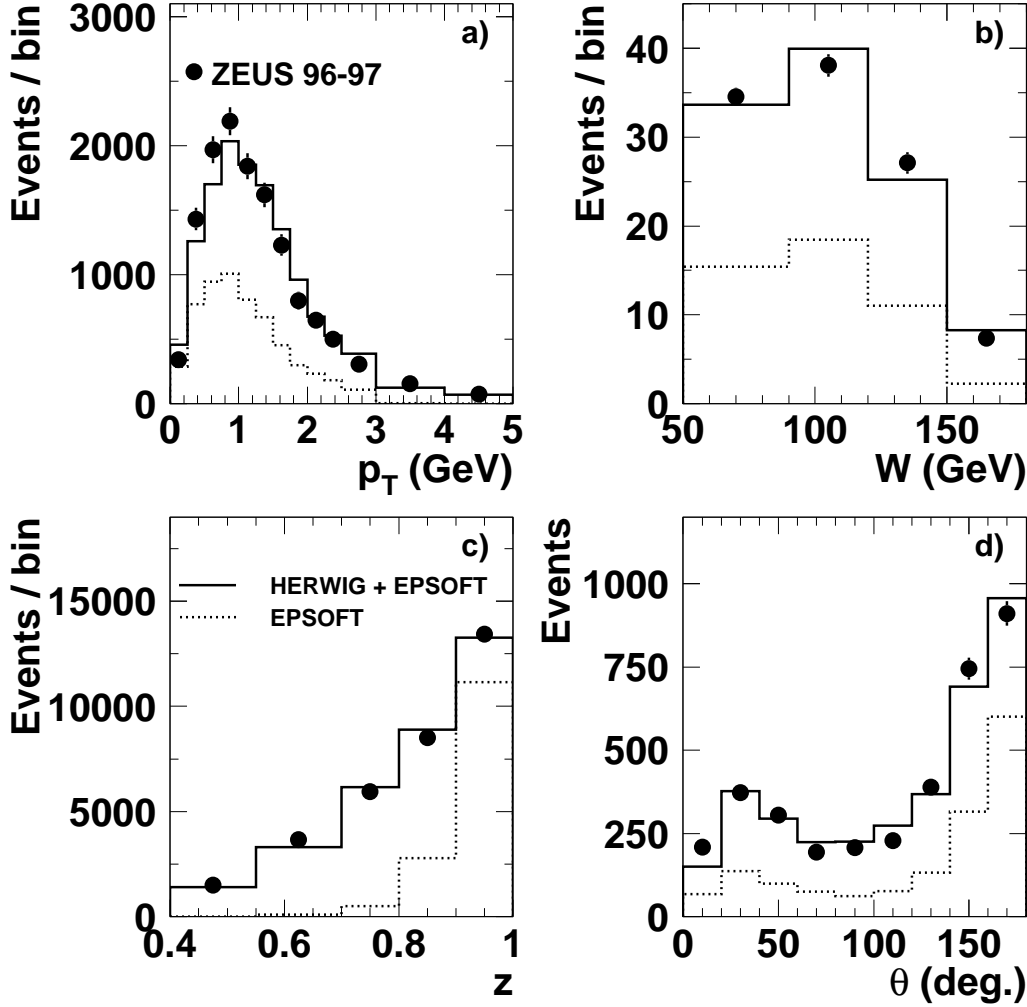 a)
ZEUS 96-97
Events / bin
3000
2000
1000
0
0 1 2 3 4 5
p_T (GeV)
b)
Events / bin
40
30
20
10
0
50 100 150
W (GeV)
c)
HERWIG + EPSOFT
EPSOFT
Events / bin
15000
10000
5000
0
0.4 0.6 0.8 1
z
d)
Events
1000
750
500
250
0
0 50 100 150
θ (deg.)